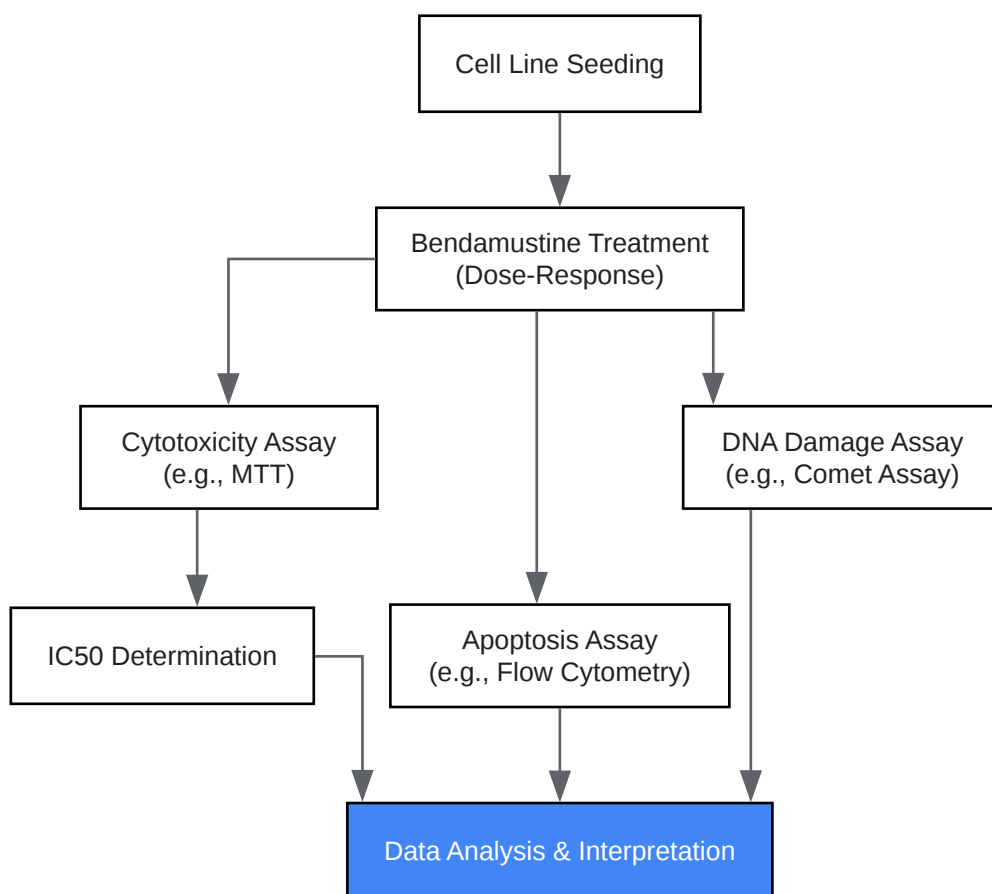 Cell Line Seeding
Bendamustine Treatment
(Dose-Response)
Cytotoxicity Assay
(e.g., MTT)
DNA Damage Assay
(e.g., Comet Assay)
IC50 Determination
Apoptosis Assay
(e.g., Flow Cytometry)
Data Analysis & Interpretation